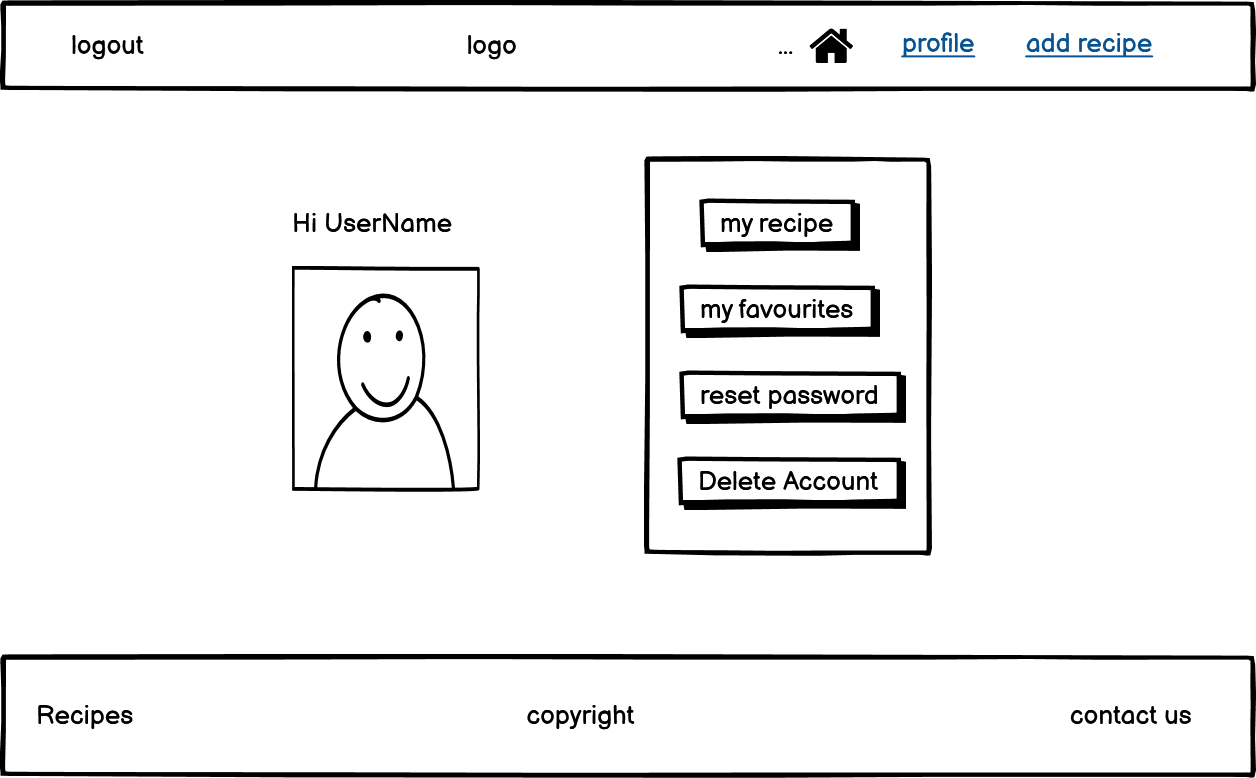 logout
logo
...
profile
add recipe
Hi UserName
my recipe
my favourites
reset password
Delete Account
Recipes
copyright
contact us